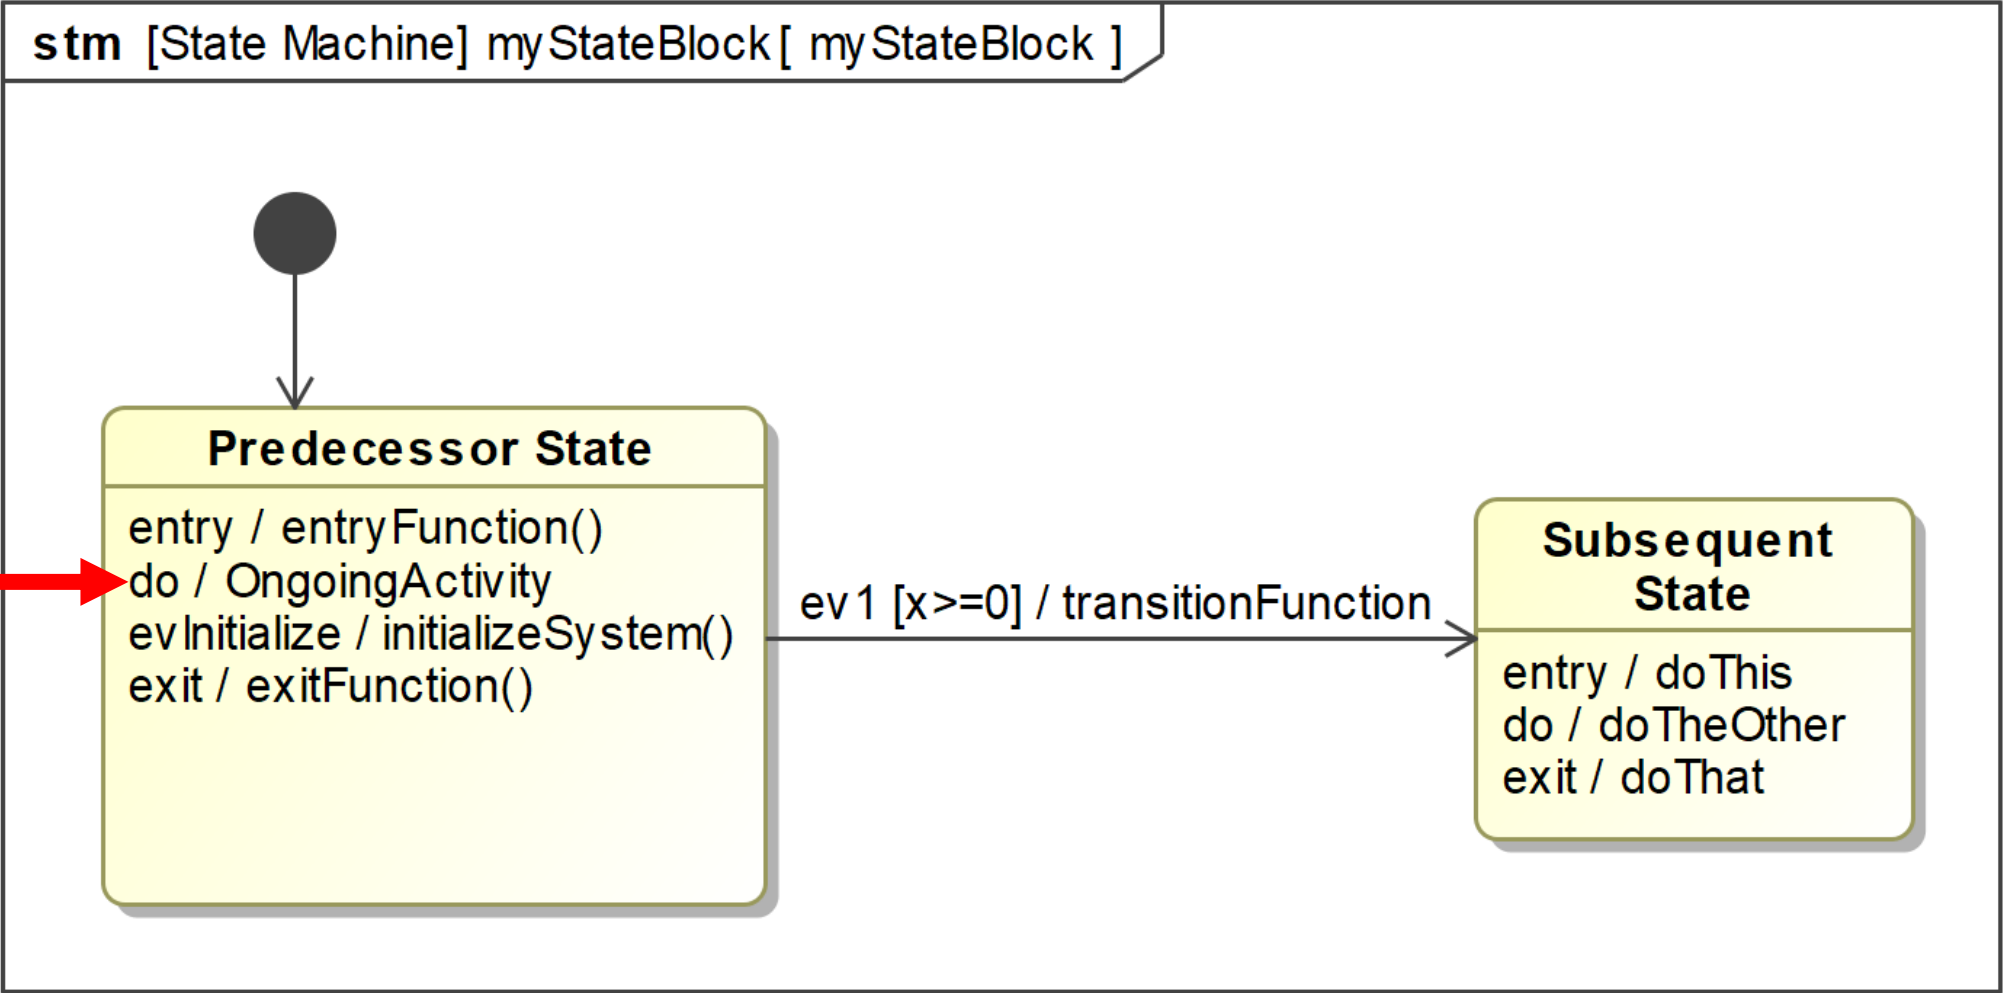 stm [State Machine] myStateBlock[ myStateBlock ]
Predecessor State
entry / entryFunction()
do / OngoingActivity
evInitialize / initializeSystem()
exit / exitFunction()
ev1 [x>=0] / transitionFunction
Subsequent
State
entry / doThis
do / doTheOther
exit / doThat